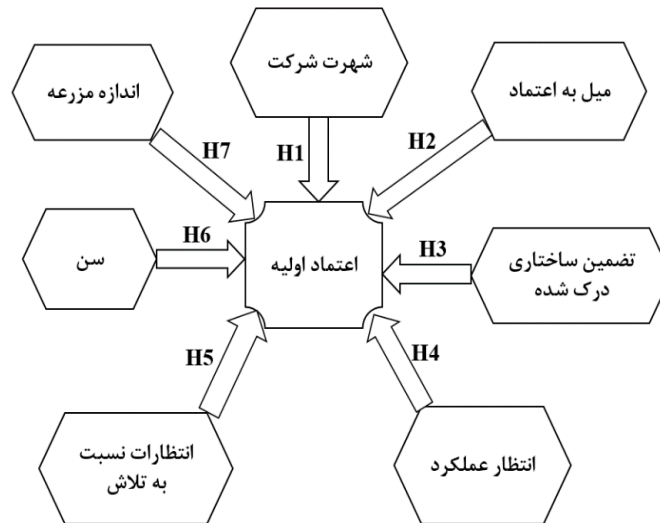 شهرت شرکت
اندازه مزرعه
میل به اعتماد
H7
H1
H2
سن
H6
اعتماد اولیه
H3
تضمین ساختاری
درک شده
H5
H4
انتظارات نسبت
به تلاش
انتظار عملکرد